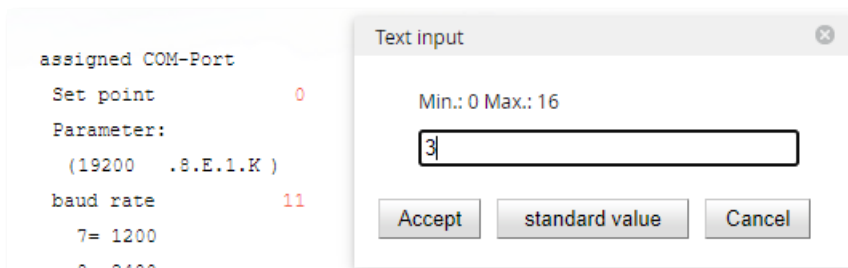 assigned COM-Port
Set point 0
Parameter:
(19200 .8.E.1.K )
baud rate 11
7= 1200
Text input
Min.: 0 Max.: 16
3
Accept
standard value
Cancel